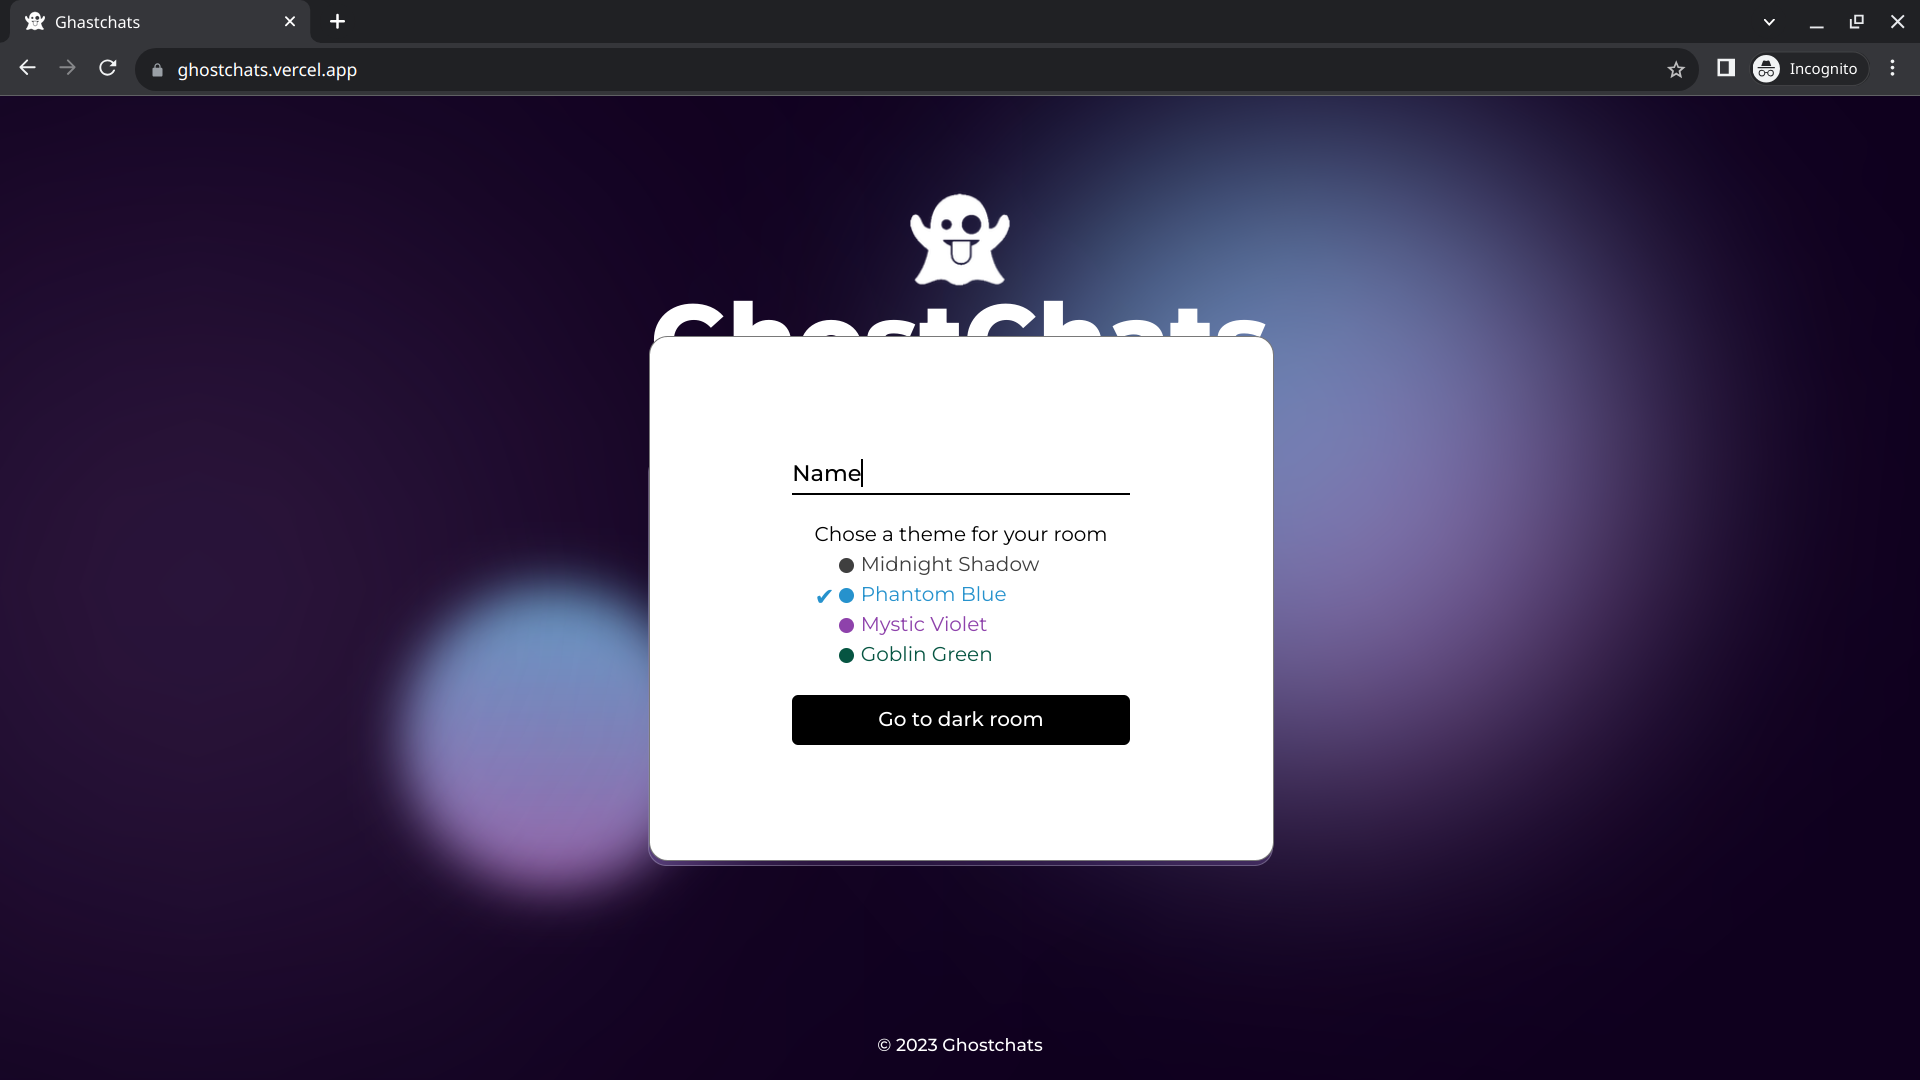 Ghastchats
ghostchats.vercel.app
Incognito
GhostChats
Name
Chose a theme for your room
Midnight Shadow
✔ Phantom Blue
Mystic Violet
Goblin Green
Go to dark room
© 2023 Ghostchats